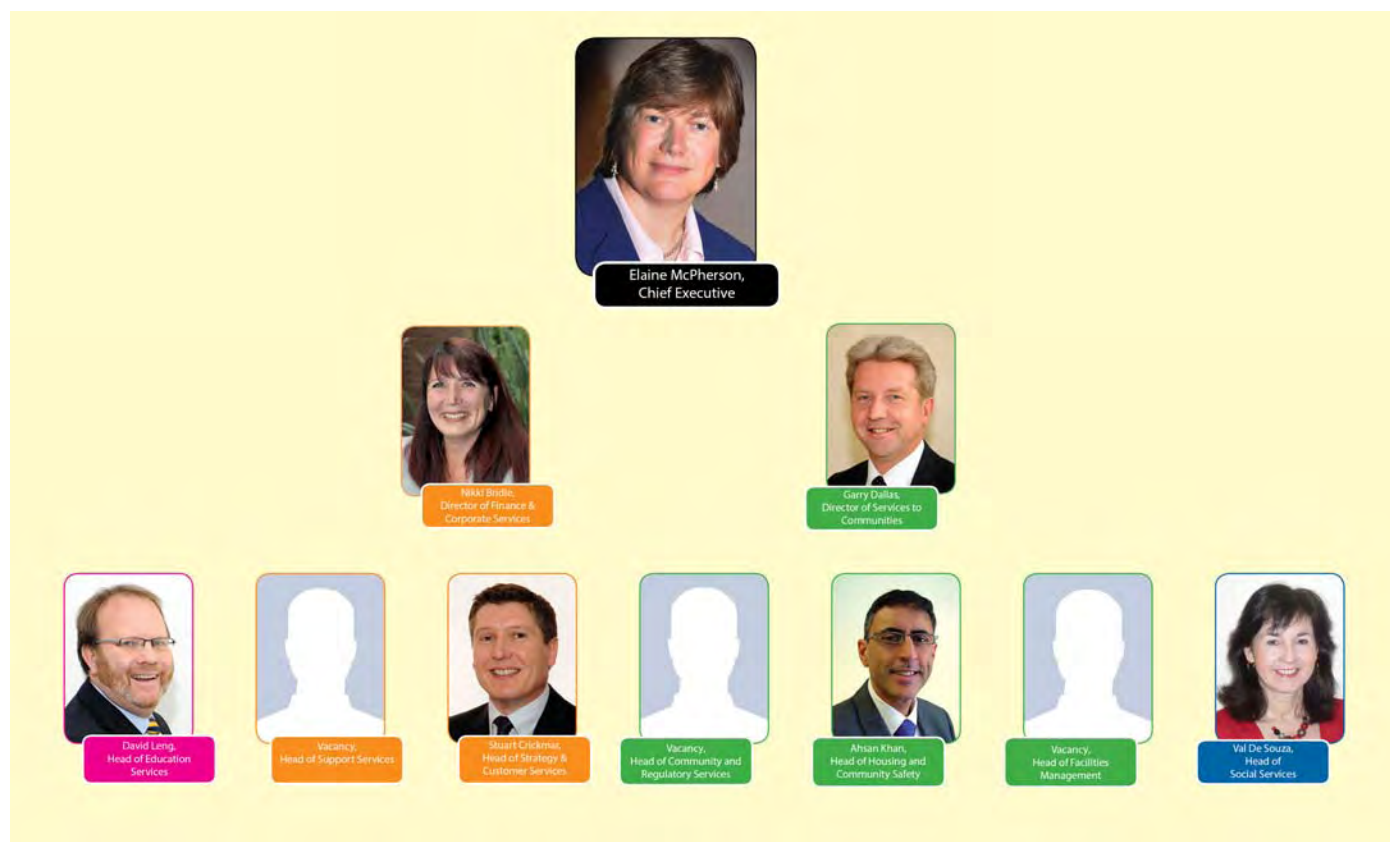 Elaine McPherson,
Chief Executive
Nikki Bridle,
Director of Finance &
Corporate Services
Garry Dallas,
Director of Services to
Communities
David Leng,
Head of Education
Services
Vacancy,
Head of Support Services
Stuart Crickmar,
Head of Strategy &
Customer Services
Vacancy,
Head of Community and
Regulatory Services
Ahsan Khan,
Head of Housing and
Community Safety
Vacancy,
Head of Facilities
Management
Val De Souza,
Head of
Social Services